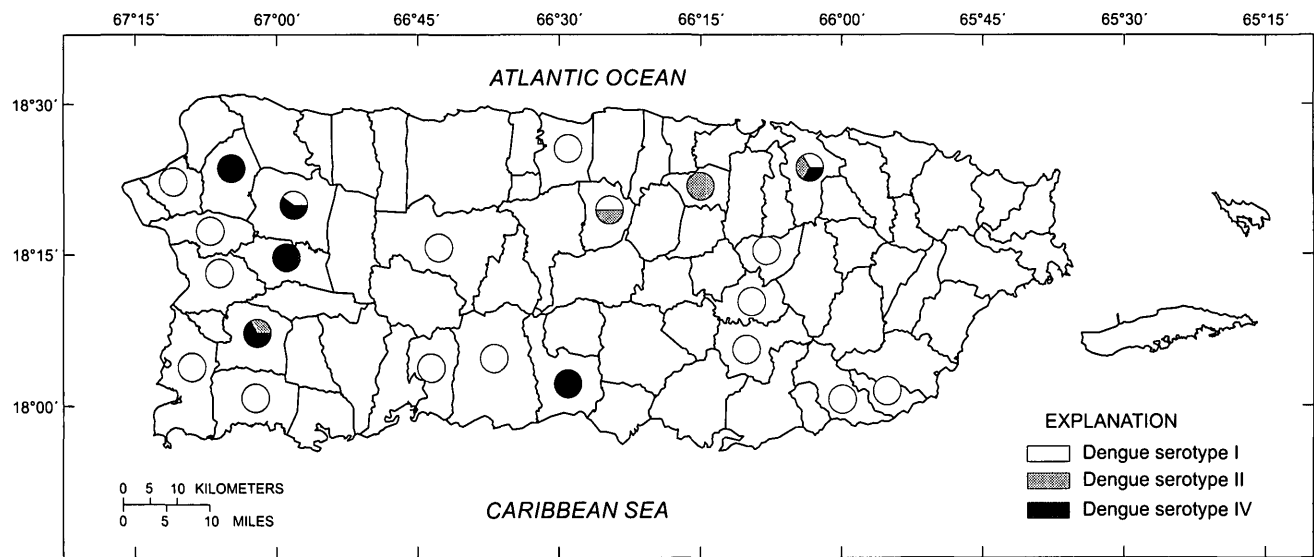 67°15′ 67°00′ 66°45′ 66°30′ 66°15′ 66°00′ 65°45′ 65°30′ 65°15′
ATLANTIC OCEAN
18°30′
18°15′
18°00′
EXPLANATION
Dengue serotype I
Dengue serotype II
Dengue serotype IV
0 5 10 KILOMETERS
0 5 10 MILES
CARIBBEAN SEA